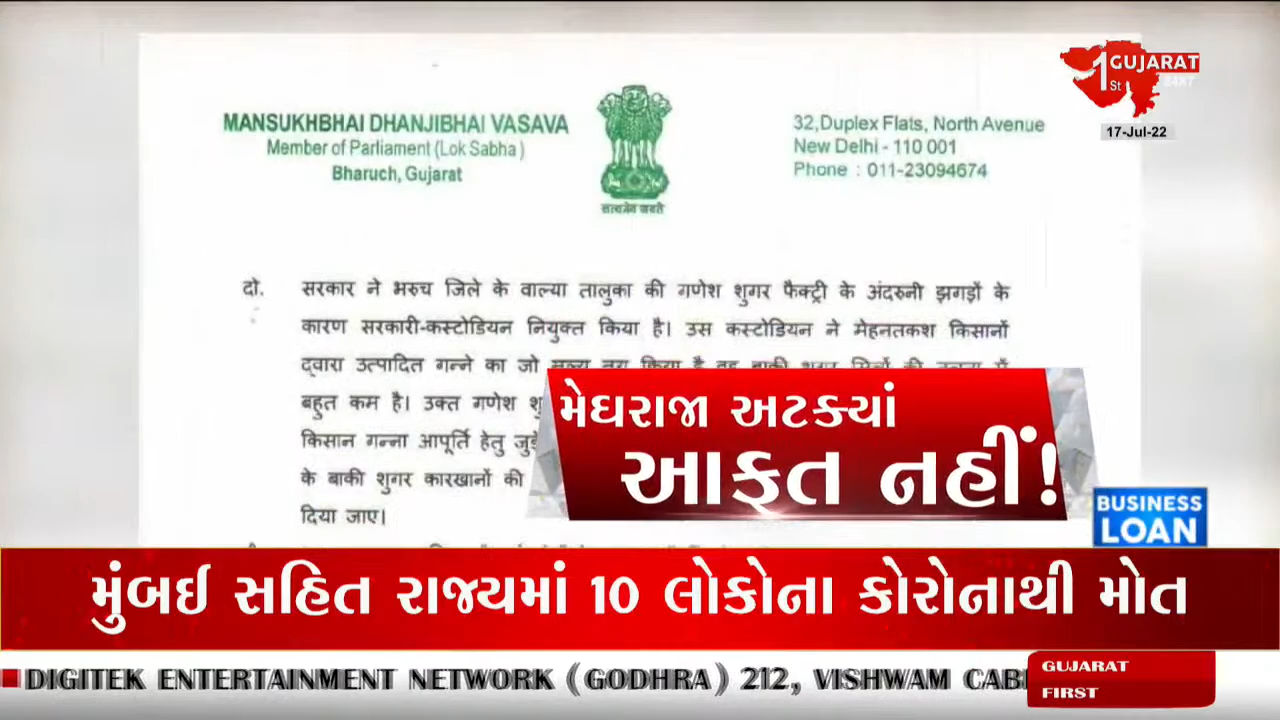 MANSUKHBHAI DHANJIBHAI VASAVA
Member of Parliament (Lok Sabha)
Bharuch, Gujarat
सत्यमेव जयते
32,Duplex Flats, North Avenue
New Delhi - 110 001
Phone : 011-23094674
1St GUJARAT
24X7
17-Jul-22
दो. सरकार ने भरुच जिले के वाल्या तालुका की गणेश शुगर फैक्ट्री के अंदरुनी झगड़ों के
कारण सरकारी-कस्टोडियन नियुक्त किया है। उस कस्टोडियन ने मेहनतकश किसानों
द्वारा उत्पादित गन्ने का जो
बहुत कम है। उक्त गणेश
किसान गन्ना आपूर्ति हेतु
के बाकी शुगर कारखानों की
दिया जाए।
મેઘરાજા અટક્યાં
આફત નહીં!
BUSINESS
LOAN
મુંબઈ સહિત રાજ્યમાં 10 લોકોના કોરોનાથી મોત
DIGITEK ENTERTAINMENT NETWORK (GODHRA) 212, VISHWAM
GUJARAT
FIRST